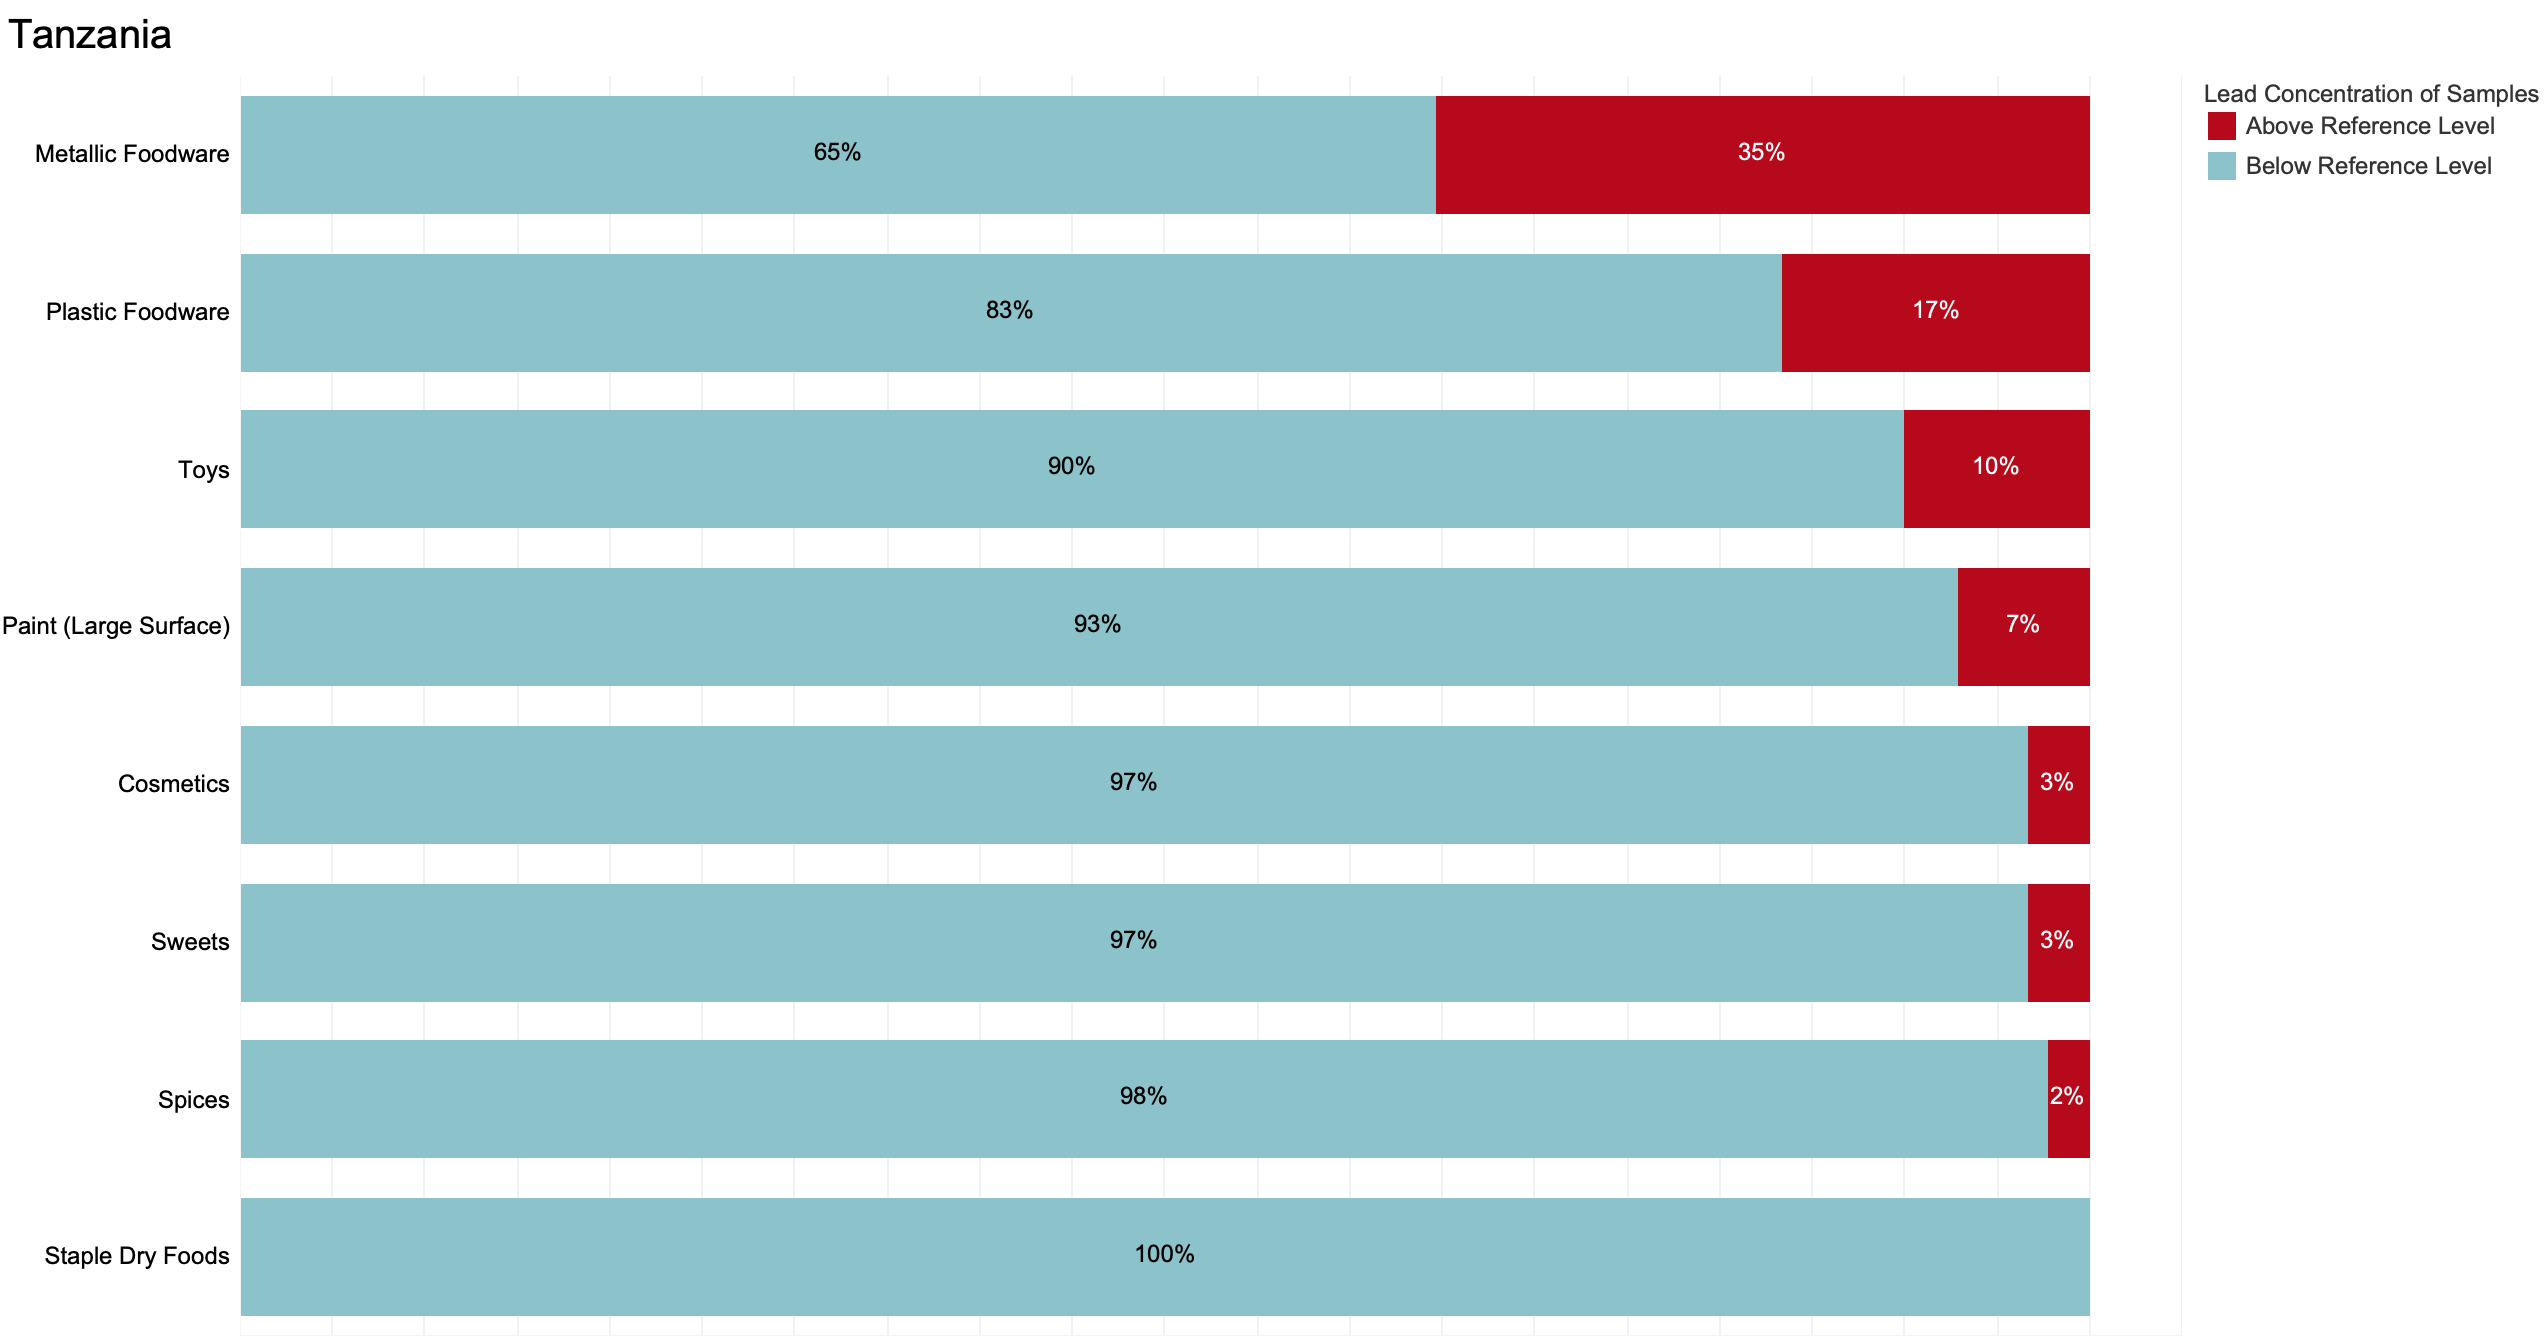 Tanzania
Lead Concentration of Samples
Above Reference Level
Below Reference Level
Metallic Foodware 65% 35%
Plastic Foodware 83% 17%
Toys 90% 10%
Paint (Large Surface) 93% 7%
Cosmetics 97% 3%
Sweets 97% 3%
Spices 98% 2%
Staple Dry Foods 100%